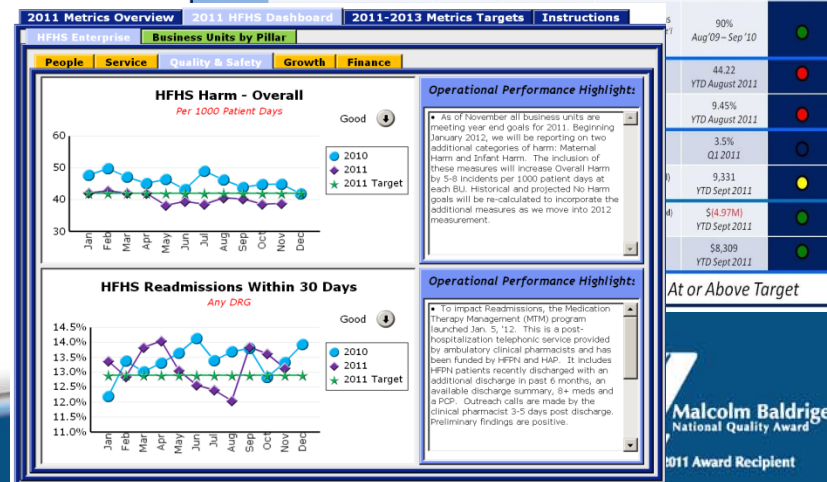 2011 Metrics Overview 2011 HFHS Dashboard 2011-2013 Metrics Targets Instructions
HFHS Enterprise Business Units by Pillar
People Service Quality & Safety Growth Finance
HFHS Harm - Overall
Per 1000 Patient Days
Good
60
50
40
30
2010
2011
2011 Target
Jan Feb Mar Apr May Jun Jul Aug Sep Oct Nov Dec
Operational Performance Highlight:
• As of November all business units are
meeting year end goals for 2011. Beginning
January 2012, we will be reporting on two
additional categories of harm: Maternal
Harm and Infant Harm. The inclusion of
these measures will increase Overall Harm
by 5-8 incidents per 1000 patient days at
each BU. Historical and projected No Harm
goals will be re-calculated to incorporate the
additional measures as we move into 2012
measurement.
HFHS Readmissions Within 30 Days
Any DRG
Good
14.5%
14.0%
13.5%
13.0%
12.5%
12.0%
11.5%
11.0%
2010
2011
2011 Target
Jan Feb Mar Apr May Jun Jul Aug Sep Oct Nov Dec
Operational Performance Highlight:
• To impact Readmissions, the Medication
Therapy Management (MTM) program
launched Jan. 5, '12. This is a post-
hospitalization telephonic service provided
by ambulatory clinical pharmacists and has
been funded by HFPN and HAP. It includes
HFPN patients recently discharged with an
additional discharge in past 6 months, an
available discharge summary, 8+ meds and
a PCP. Outreach calls are made by the
clinical pharmacist 3-5 days post discharge.
Preliminary findings are positive.
90%
Aug'09 – Sep '10
44.22
YTD August 2011
9.45%
YTD August 2011
3.5%
Q1 2011
9,331
YTD Sept 2011
$(4.97M)
YTD Sept 2011
$8,309
YTD Sept 2011
At or Above Target
Malcolm Baldrige
National Quality Award
2011 Award Recipient